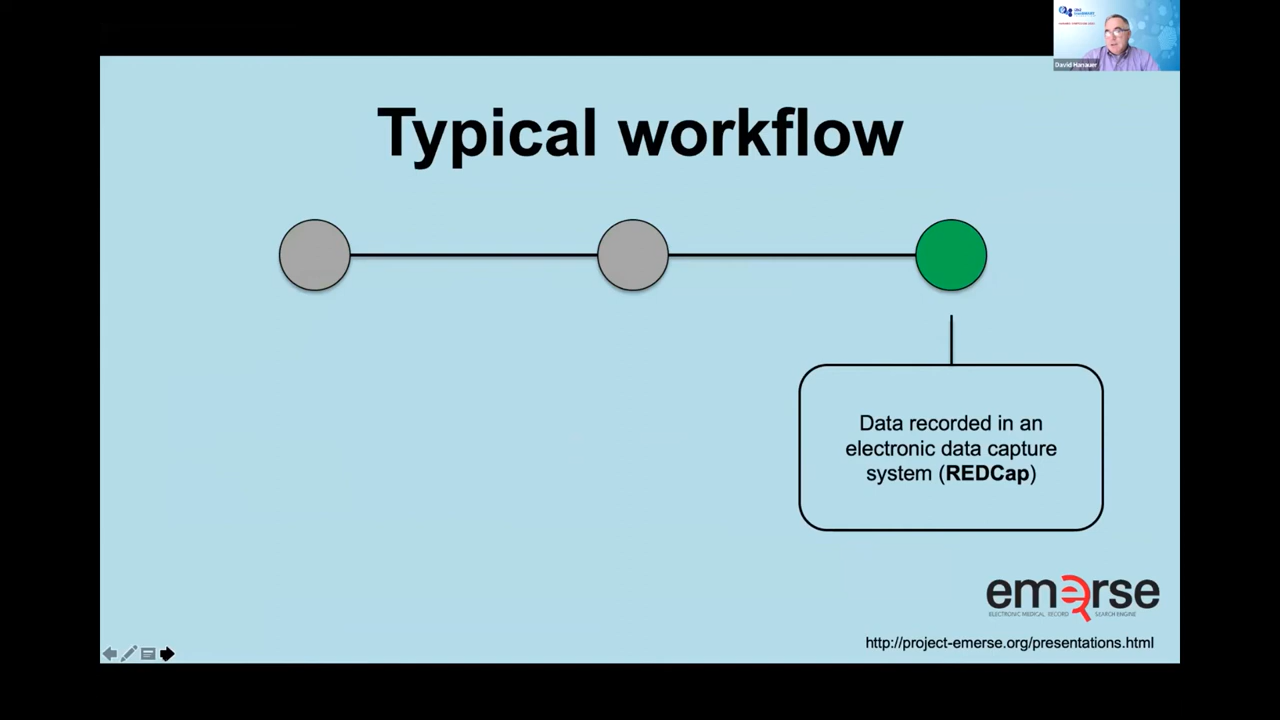 David Hanauer
Typical workflow
Data recorded in an
electronic data capture
system (REDCap)
emerse
ELECTRONIC MEDICAL RECORD SEARCH ENGINE
http://project-emerse.org/presentations.html